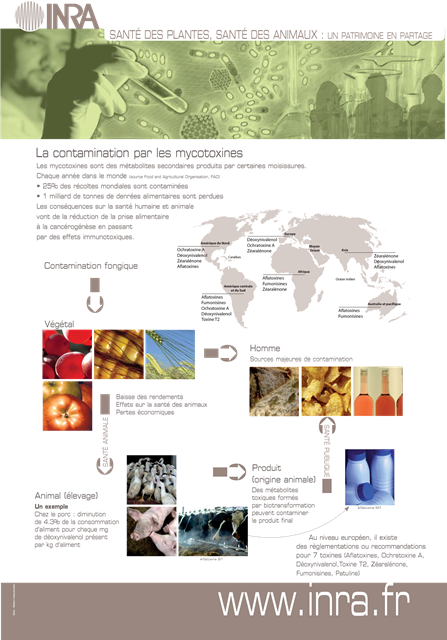 INRA
SANTÉ DES PLANTES, SANTÉ DES ANIMAUX : UN PATRIMOINE EN PARTAGE
La contamination par les mycotoxines
Les mycotoxines sont des métabolites secondaires produits par certaines moisissures.
Chaque année dans le monde (source Food and Agricultural Organisation, FAO)
• 25% des récoltes mondiales sont contaminées
• 1 milliard de tonnes de denrées alimentaires sont perdues
Les conséquences sur la santé humaine et animale
vont de la réduction de la prise alimentaire
à la cancérogénèse en passant
par des effets immunotoxiques.
Amérique du Nord
Ochratoxine A
Déoxynivalénol
Zéaralénone
Aflatoxines
Caraïbes
Europe
Déoxynivalenol
Ochratoxine A
Zéaralénone
Moyen
Orient
Asie
Zéaralénone
Déoxynivalenol
Aflatoxines
Afrique
Aflatoxines
Fumonisines
Zéaralénone
Océan indien
Amérique centrale
et du Sud
Aflatoxines
Fumonisines
Ochratoxine A
Déoxynivalénol
Toxine T2
Australie et pacifique
Aflatoxines
Fumonisines
Contamination fongique
Végétal
Homme
Sources majeures de contamination
Baisse des rendements
Effets sur la santé des animaux
Pertes économiques
SANTÉ ANIMALE
SANTÉ PUBLIQUE
Animal (élevage)
Un exemple
Chez le porc : diminution
de 4.3% de la consommation
d'aliment pour chaque mg
de déoxynivalenol présent
par kg d'aliment
Produit
(origine animale)
Des métabolites
toxiques formés
par biotransformation
peuvent contaminer
le produit final
Aflatoxine B1
Aflatoxine M1
Au niveau européen, il existe
des réglementations ou recommandations
pour 7 toxines (Aflatoxines, Ochratoxine A,
Déoxynivalénol,Toxine T2, Zéaralénone,
Fumonisines, Patuline)
www.inra.fr